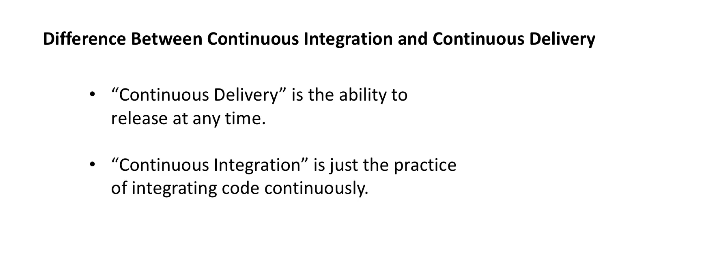 Difference Between Continuous Integration and Continuous Delivery
• “Continuous Delivery” is the ability to
release at any time.
• “Continuous Integration” is just the practice
of integrating code continuously.